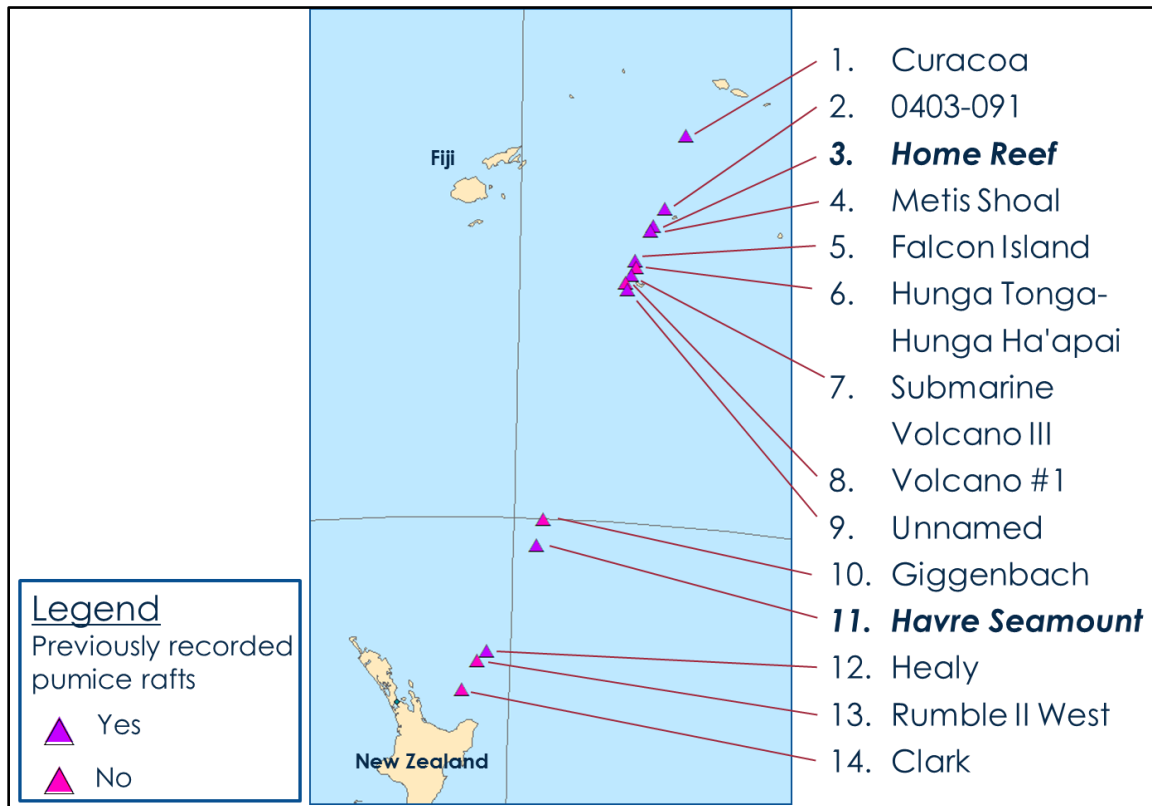 Fiji
New Zealand
1. Curacoa
2. 0403-091
3. Home Reef
4. Metis Shoal
5. Falcon Island
6. Hunga Tonga-
Hunga Ha'apai
7. Submarine
Volcano III
8. Volcano #1
9. Unnamed
10. Giggenbach
11. Havre Seamount
12. Healy
13. Rumble II West
14. Clark
Legend
Previously recorded
pumice rafts
Yes
No